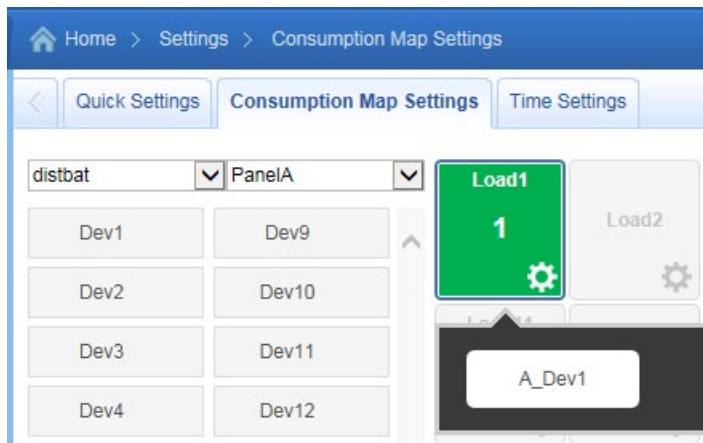 Home > Settings > Consumption Map Settings
Quick Settings Consumption Map Settings Time Settings
distbat PanelA
Load1
1
Load2
Dev1 Dev9
Dev2 Dev10
Dev3 Dev11
Dev4 Dev12
A_Dev1